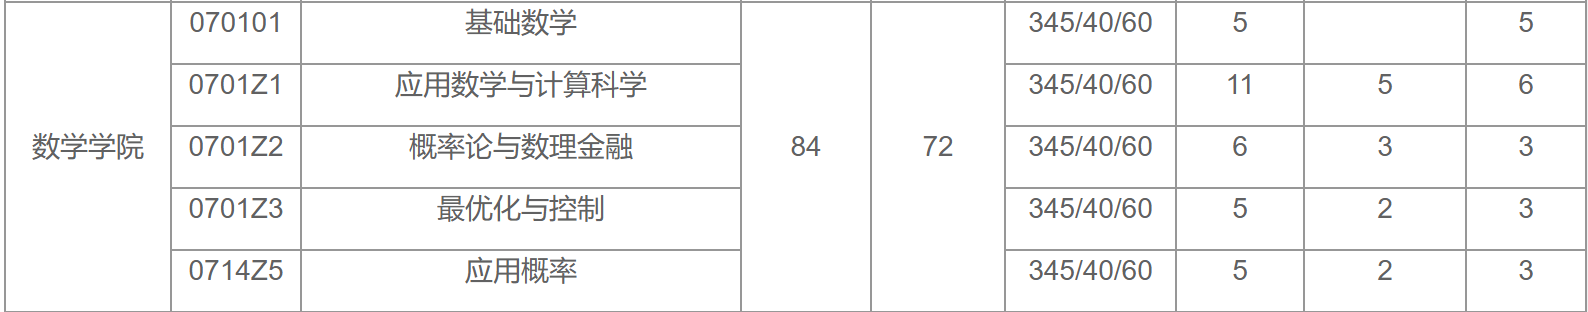 070101 基础数学 345/40/60 5 5
0701Z1 应用数学与计算科学 345/40/60 11 5 6
数学学院 0701Z2 概率论与数理金融 84 72 345/40/60 6 3 3
0701Z3 最优化与控制 345/40/60 5 2 3
0714Z5 应用概率 345/40/60 5 2 3